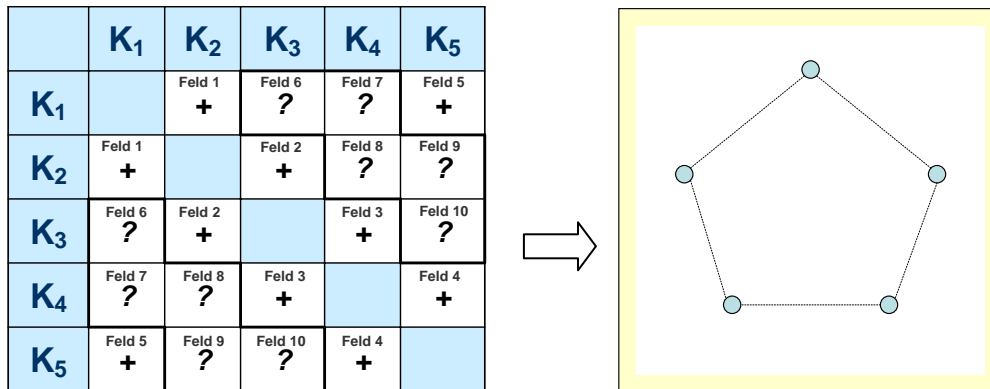 K₁ K₂ K₃ K₄ K₅
K₁ Feld 1 + Feld 6 ? Feld 7 ? Feld 5 +
K₂ Feld 1 + Feld 2 + Feld 8 ? Feld 9 ?
K₃ Feld 6 ? Feld 2 + Feld 3 + Feld 10 ?
K₄ Feld 7 ? Feld 8 ? Feld 3 + Feld 4 +
K₅ Feld 5 + Feld 9 ? Feld 10 ? Feld 4 +